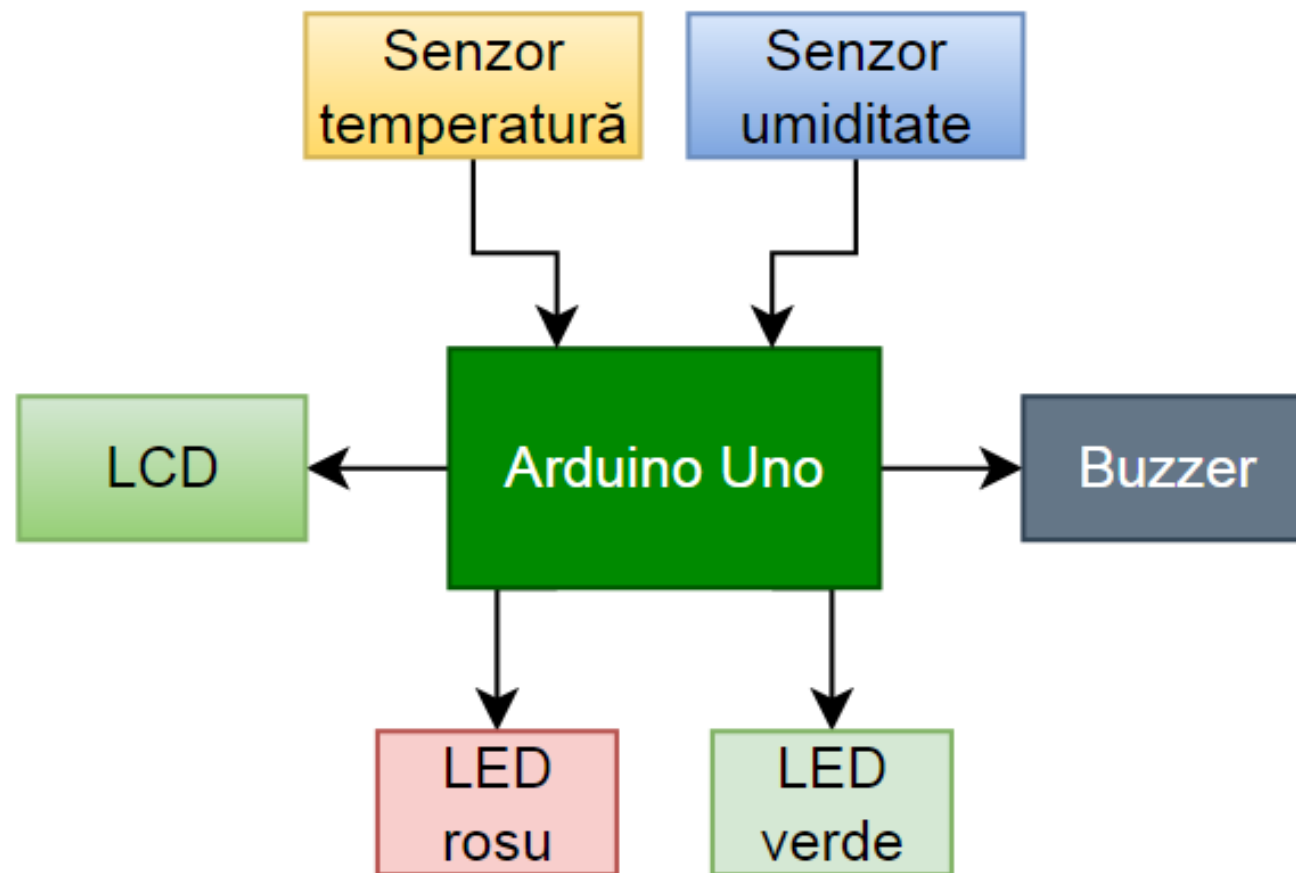 Senzor
temperatură
Senzor
umiditate
LCD
Arduino Uno
Buzzer
LED
rosu
LED
verde